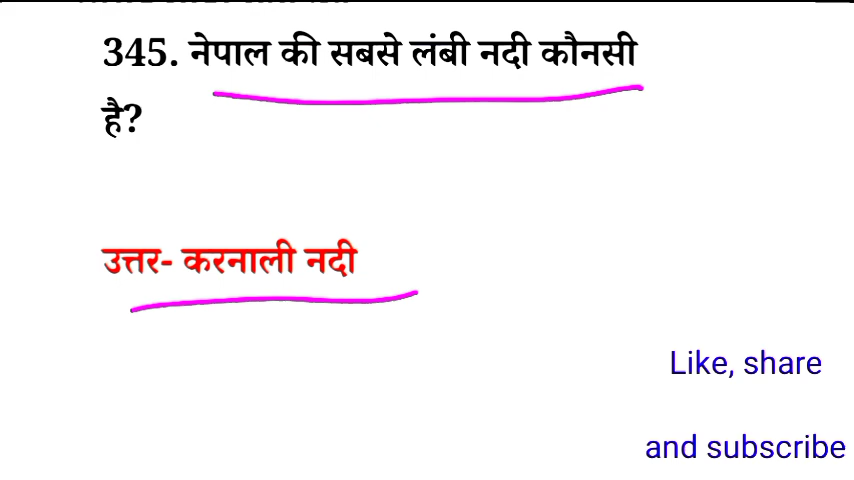 345. नेपाल की सबसे लंबी नदी कौनसी
है?
उत्तर- करनाली नदी
Like, share
and subscribe